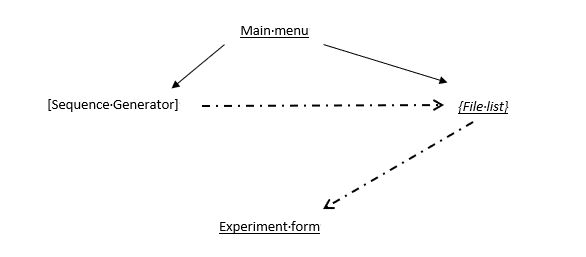 Main·menu
[Sequence·Generator]
{File·list}
Experiment·form